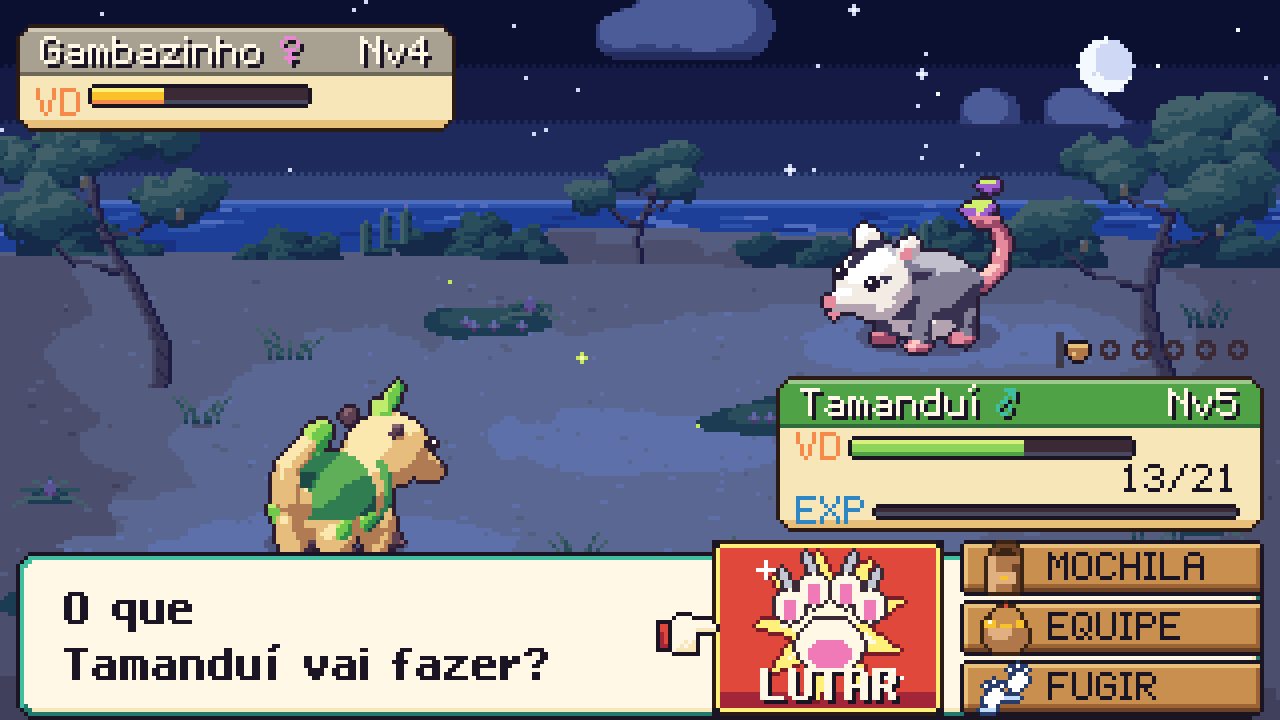 Gambazinho ♀ Nv4
VD
Tamanduí ♂ Nv5
VD
13/21
EXP
O que
Tamanduí vai fazer?
LUTAR
MOCHILA
EQUIPE
FUGIR